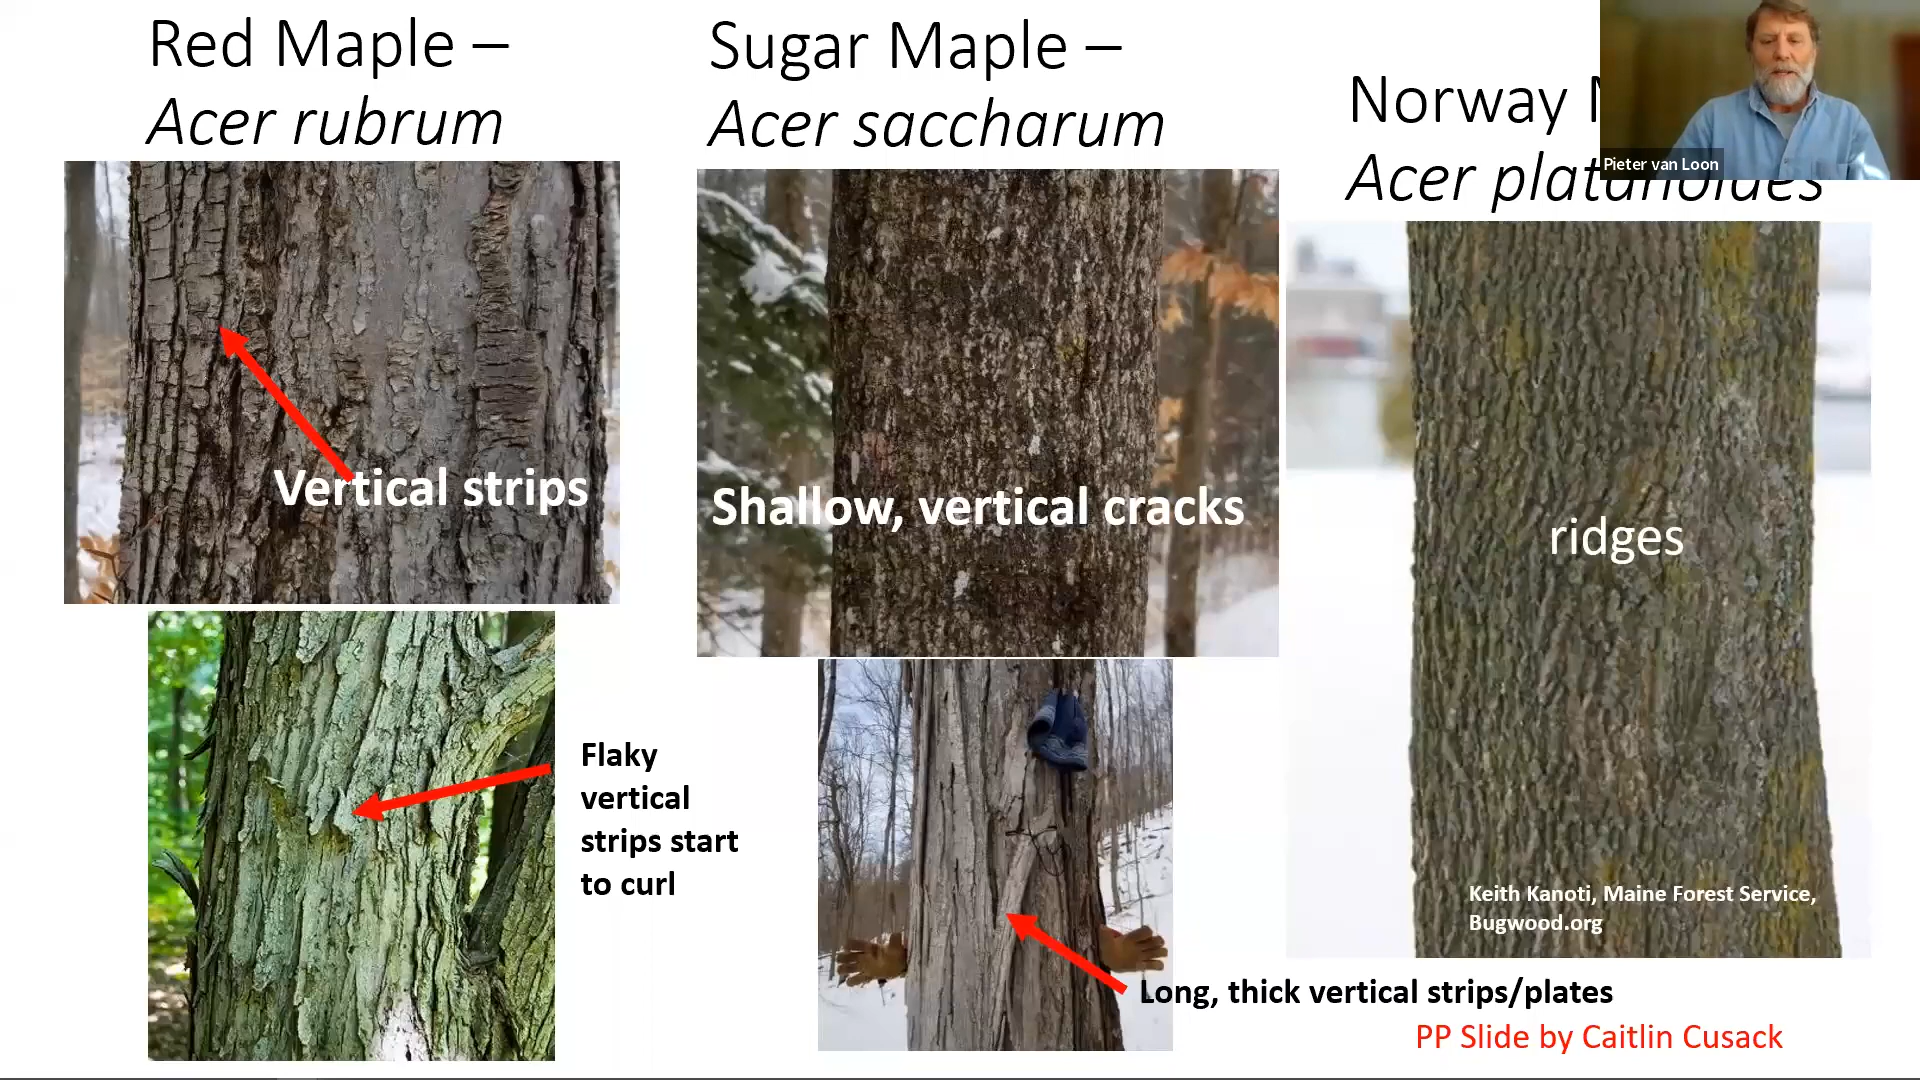 Red Maple –
Acer rubrum
Sugar Maple –
Acer saccharum
Norway
Acer platanoides
Pieter van Loon
Vertical strips
Shallow, vertical cracks
ridges
Flaky
vertical
strips start
to curl
Keith Kanoti, Maine Forest Service,
Bugwood.org
Long, thick vertical strips/plates
PP Slide by Caitlin Cusack